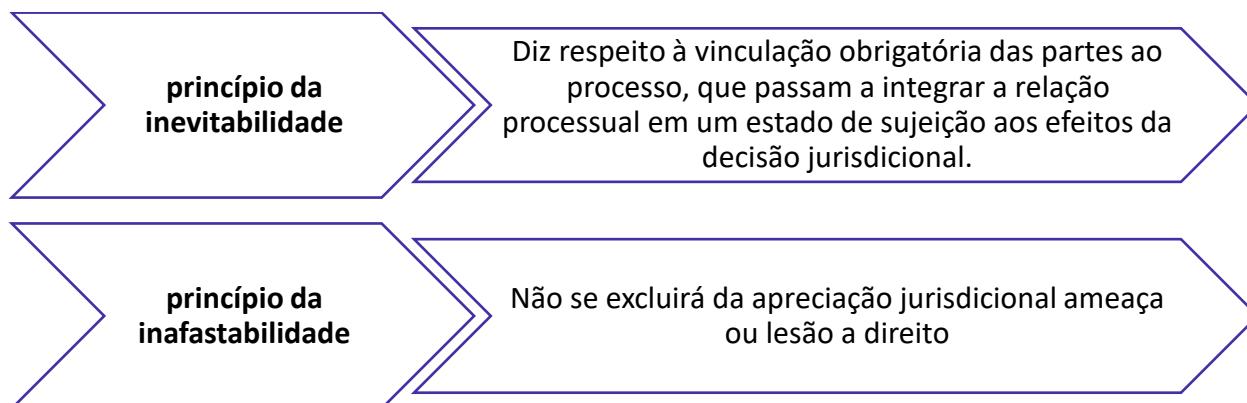 princípio da
inevitabilidade
Diz respeito à vinculação obrigatória das partes ao
processo, que passam a integrar a relação
processual em um estado de sujeição aos efeitos da
decisão jurisdicional.
princípio da
inafastabilidade
Não se excluirá da apreciação jurisdicional ameaça
ou lesão a direito